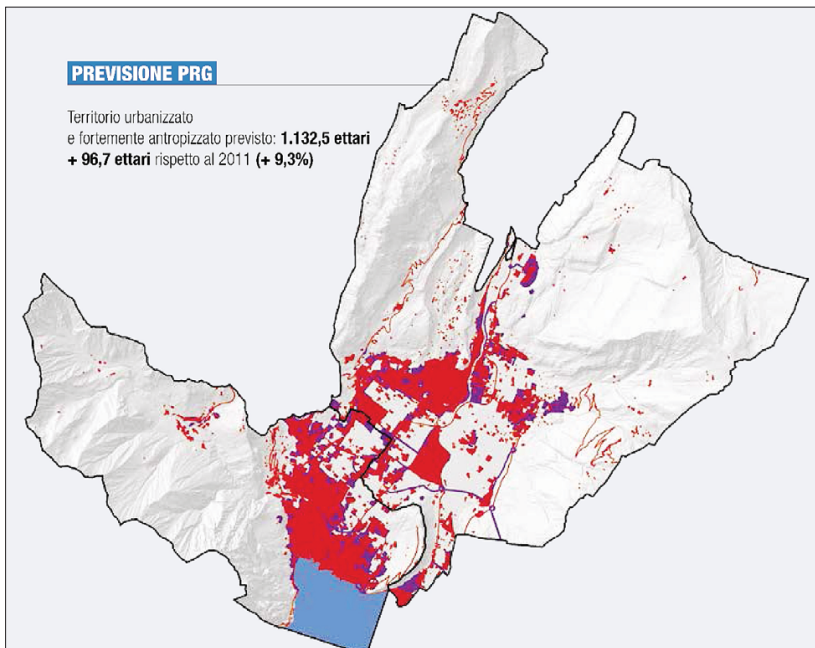 PREVISIONE PRG
Territorio urbanizzato
e fortemente antropizzato previsto: 1.132,5 ettari
+ 96,7 ettari rispetto al 2011 (+ 9,3%)